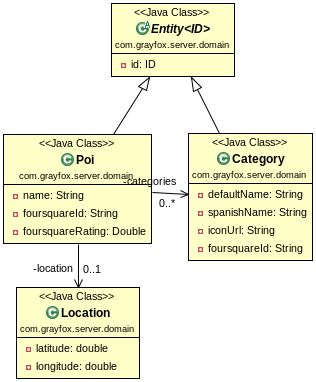 <<Java Class>>
Entity<ID>
com.grayfox.server.domain
id: ID
<<Java Class>>
Poi
com.grayfox.server.domain
name: String
foursquareId: String
foursquareRating: Double
-categories
0..*
<<Java Class>>
Category
com.grayfox.server.domain
defaultName: String
spanishName: String
iconUrl: String
foursquareId: String
-location
0..1
<<Java Class>>
Location
com.grayfox.server.domain
latitude: double
longitude: double